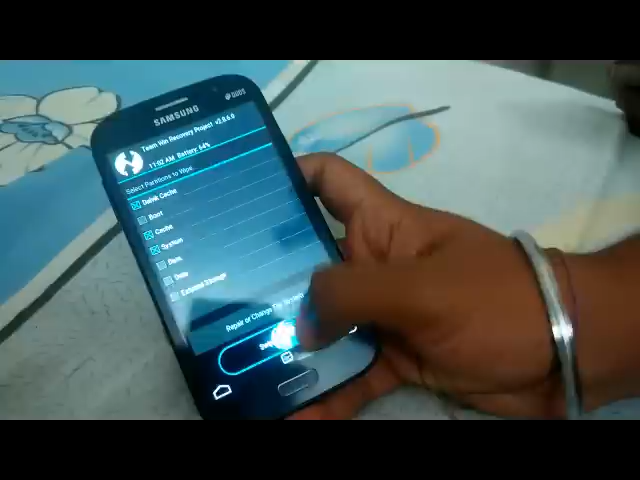 SAMSUNG
DUOS
Team Win Recovery Project v2.8.6.0
11:02 AM Battery: 64%
Select Partitions to Wipe:
Dalvik Cache
Boot
Cache
System
Data
External Storage
Repair or Change File System